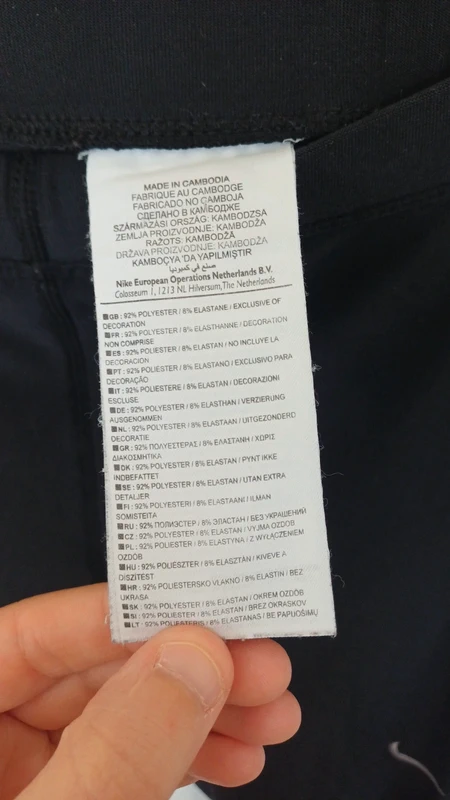 MADE IN CAMBODIA
FABRIQUE AU CAMBODGE
FABRICADO NO CAMBOJA
СДЕЛАНО В КАМБОДЖЕ
SZÁRMAZÁSI ORSZÁG: KAMBODZSA
ZEMLJA PROIZVODNJE: KAMBODŽA
RAŽOTS: KAMBODŽĀ
DRŽAVA PROIZVODNJE: KAMBODŽA
KAMBOÇYA'DA YAPILMIŞTIR
صنع في كمبوديا
Nike European Operations Netherlands B.V.
Colosseum 1, 1213 NL Hilversum, The Netherlands
GB: 92% POLYESTER / 8% ELASTANE / EXCLUSIVE OF
DECORATION
FR: 92% POLYESTER / 8% ELASTHANNE / DECORATION
NON COMPRISE
ES: 92% POLYESTER / 8% ELASTAN / NO INCLUYE LA
DECORACION
PT: 92% POLYESTER / 8% ELASTANO / EXCLUSIVO PARA
DECORAÇÃO
IT: 92% POLIESTERE / 8% ELASTAN / DECORAZIONI
ESCLUSE
DE: 92% POLYESTER / 8% ELASTHAN / VERZIERUNG
AUSGENOMMEN
NL: 92% POLYESTER / 8% ELASTAAN / UITGEZONDERD
DECORATIE
GR: 92% ΠΟΛΥΕΣΤΕΡΑΣ / 8% ΕΛΑΣΤΑΝΗ / ΧΩΡΙΣ
ΔΙΑΚΟΣΜΗΤΙΚΑ
DK: 92% POLYESTER / 8% ELASTAN / PYNT IKKE
INDBEFATTET
SE: 92% POLYESTER / 8% ELASTAN / UTAN EXTRA
DETALJER
FI: 92% POLYESTERI / 8% ELASTAANI / ILMAN
SOMISTEITA
RU: 92% ПОЛИЭСТЕР / 8% ЭЛАСТАН / БЕЗ УКРАШЕНИЙ
CZ: 92% POLYESTER / 8% ELASTAN / VYJMA OZDOB
PL: 92% POLIESTER / 8% ELASTYNA / Z WYŁĄCZENIEM
OZDÓB
HU: 92% POLIÉSZTER / 8% ELASZTÁN / KIVÉVE A
DÍSZÍTÉST
HR: 92% POLIESTERSKO VLAKNO / 8% ELASTIN / BEZ
UKRASA
SK: 92% POLYESTER / 8% ELASTAN / OKREM OZDÔB
SI: 92% POLYESTER / 8% ELASTAN / BREZ OKRASKOV
LT: 92% POLIESTERIS / 8% ELASTANAS / BE PAPUOŠIMŲ